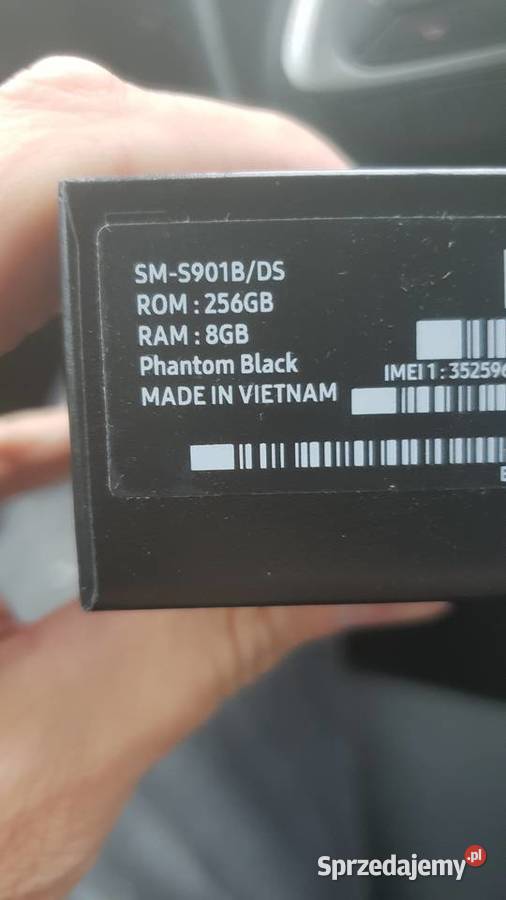 SM-S901B/DS
ROM : 256GB
RAM : 8GB
Phantom Black
IMEI 1 : 352596
MADE IN VIETNAM
Sprzedajemy.pl